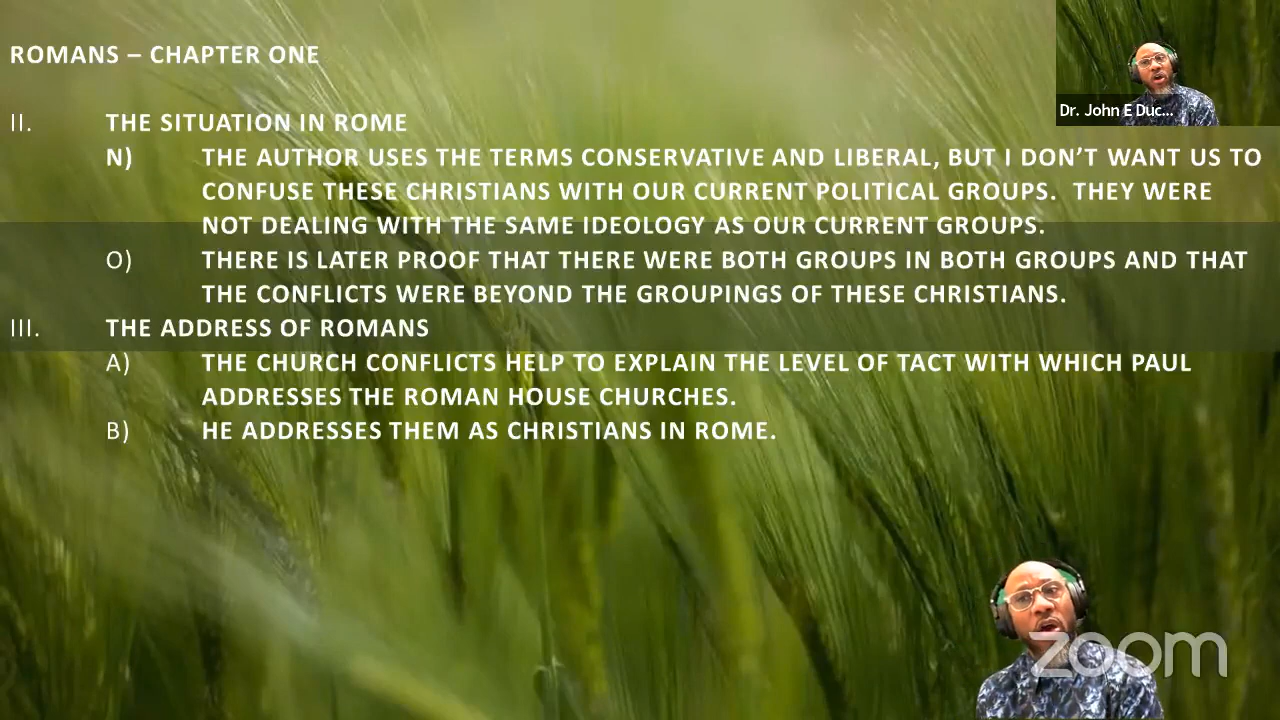 ROMANS – CHAPTER ONE
II. THE SITUATION IN ROME
N) THE AUTHOR USES THE TERMS CONSERVATIVE AND LIBERAL, BUT I DON’T WANT US TO
CONFUSE THESE CHRISTIANS WITH OUR CURRENT POLITICAL GROUPS. THEY WERE
NOT DEALING WITH THE SAME IDEOLOGY AS OUR CURRENT GROUPS.
O) THERE IS LATER PROOF THAT THERE WERE BOTH GROUPS IN BOTH GROUPS AND THAT
THE CONFLICTS WERE BEYOND THE GROUPINGS OF THESE CHRISTIANS.
III. THE ADDRESS OF ROMANS
A) THE CHURCH CONFLICTS HELP TO EXPLAIN THE LEVEL OF TACT WITH WHICH PAUL
ADDRESSES THE ROMAN HOUSE CHURCHES.
B) HE ADDRESSES THEM AS CHRISTIANS IN ROME.
Dr. John E Duc...
zoom